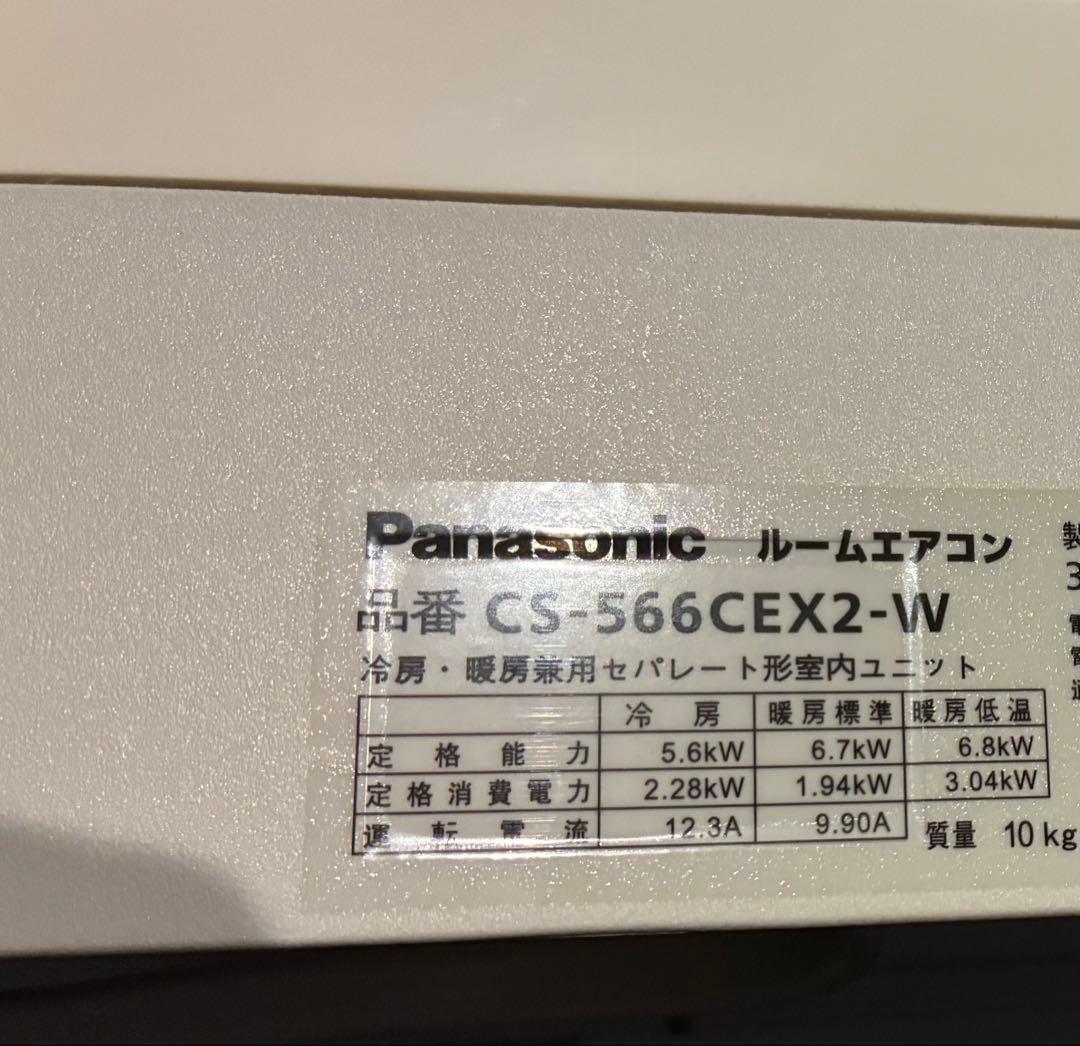 Panasonic ルームエアコン
品番 CS-566CEX2-W
冷房・暖房兼用セパレート形室内ユニット
冷房 暖房標準 暖房低温
定格能力 5.6kW 6.7kW 6.8kW
定格消費電力 2.28kW 1.94kW 3.04kW
運転電流 12.3A 9.90A
質量 10kg
製
3